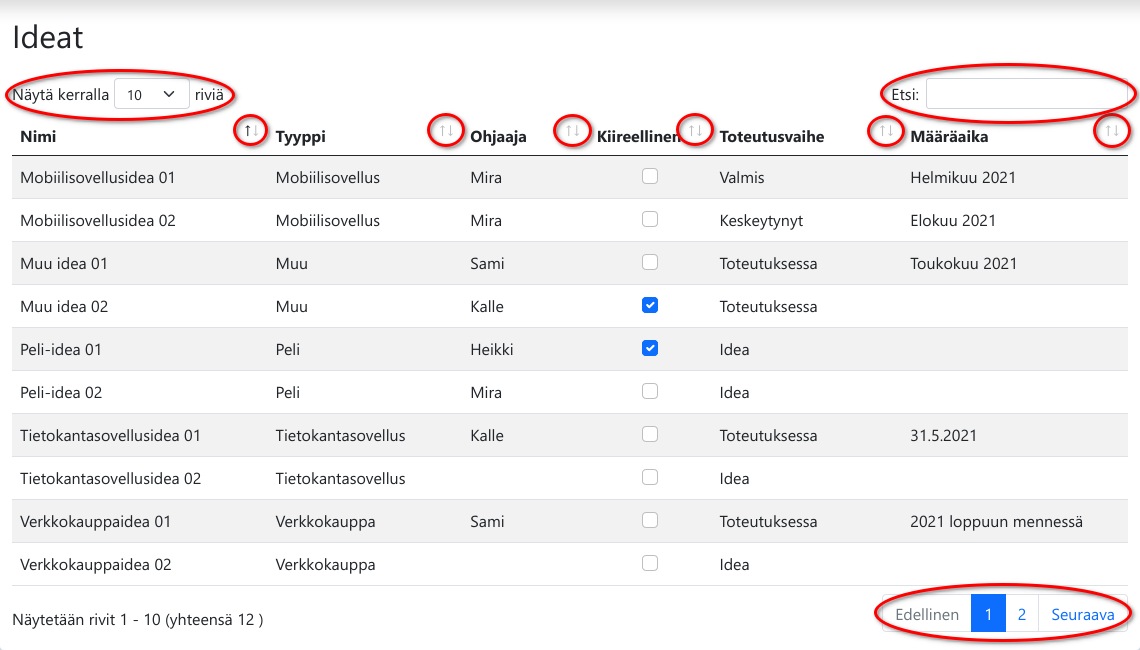 Ideat
Näytä kerralla 10 riviä Etsi:
Nimi Tyyppi Ohjaaja Kiireellinen Toteutusvaihe Määräaika
Mobiilisovellusidea 01 Mobiilisovellus Mira Valmis Helmikuu 2021
Mobiilisovellusidea 02 Mobiilisovellus Mira Keskeytynyt Elokuu 2021
Muu idea 01 Muu Sami Toteutuksessa Toukokuu 2021
Muu idea 02 Muu Kalle Toteutuksessa
Peli-idea 01 Peli Heikki Idea
Peli-idea 02 Peli Mira Idea
Tietokantasovellusidea 01 Tietokantasovellus Kalle Toteutuksessa 31.5.2021
Tietokantasovellusidea 02 Tietokantasovellus Idea
Verkkokauppaidea 01 Verkkokauppa Sami Toteutuksessa 2021 loppuun mennessä
Verkkokauppaidea 02 Verkkokauppa Idea
Näytetään rivit 1 - 10 (yhteensä 12 ) Edellinen 1 2 Seuraava